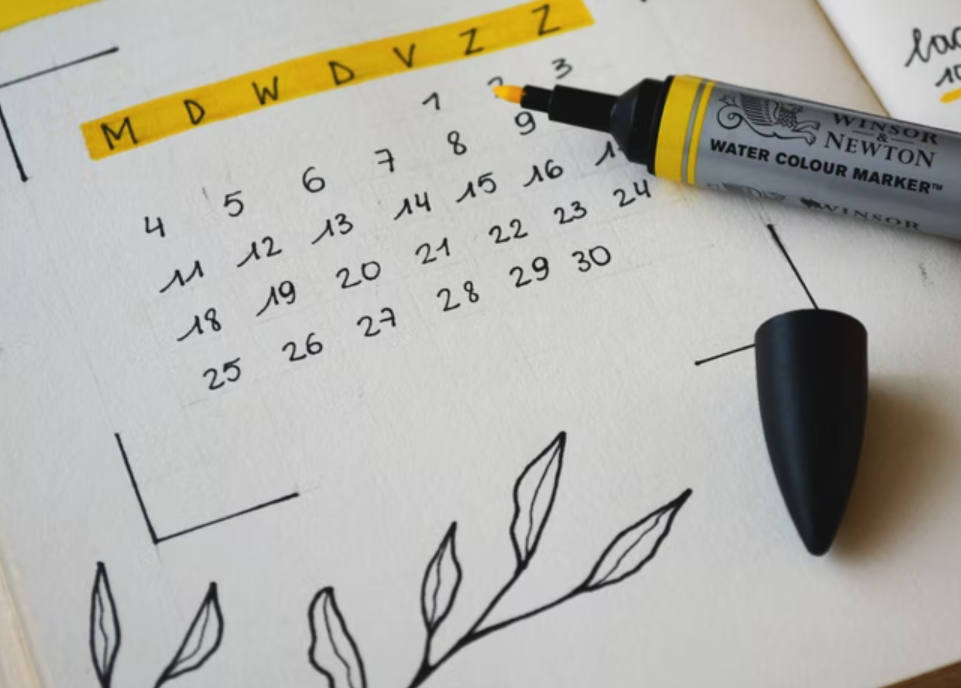 M D W D V Z Z
1 3
4 5 6 7 8 9
11 12 13 14 15 16
18 19 20 21 22 23 24
25 26 27 28 29 30
WINSOR
&
NEWTON
WATER COLOUR MARKER™
WINSOR